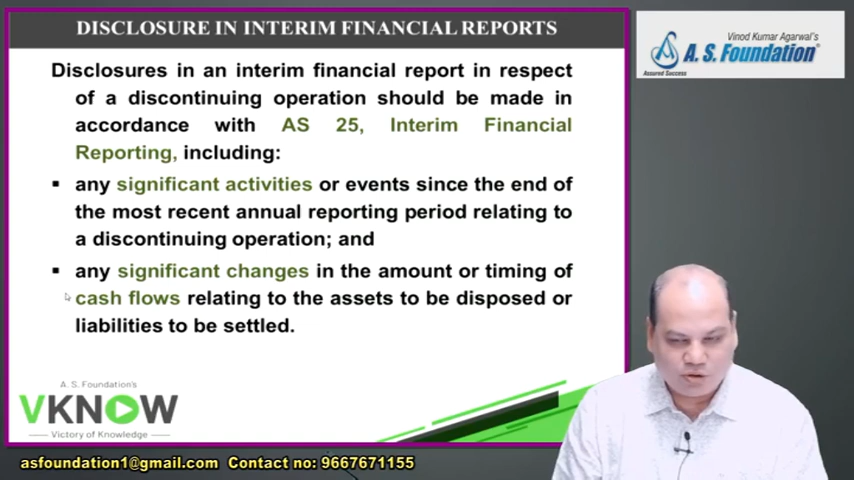 DISCLOSURE IN INTERIM FINANCIAL REPORTS
Vinod Kumar Agarwal's
A. S. Foundation®
Assured Success
Disclosures in an interim financial report in respect
of a discontinuing operation should be made in
accordance with AS 25, Interim Financial
Reporting, including:
▪ any significant activities or events since the end of
the most recent annual reporting period relating to
a discontinuing operation; and
▪ any significant changes in the amount or timing of
cash flows relating to the assets to be disposed or
liabilities to be settled.
A. S. Foundation's
VKNOW
Victory of Knowledge
asfoundation1@gmail.com Contact no: 9667671155